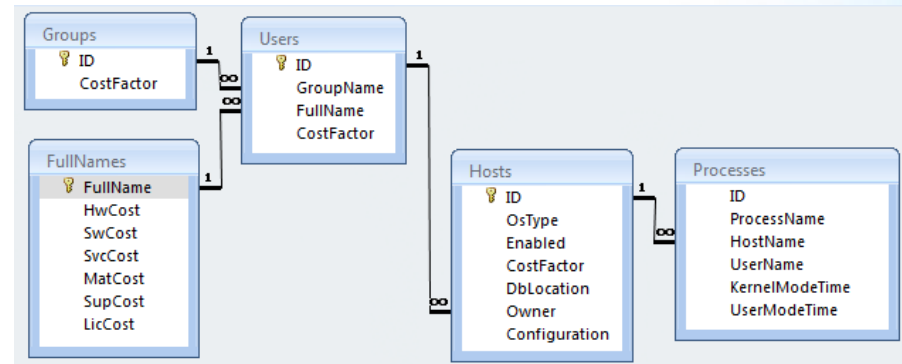 Groups
ID
CostFactor
1
∞
Users
ID
GroupName
FullName
CostFactor
1
∞
FullNames
FullName
HwCost
SwCost
SvcCost
MatCost
SupCost
LicCost
1
∞
Hosts
ID
OsType
Enabled
CostFactor
DbLocation
Owner
Configuration
1
∞
Processes
ID
ProcessName
HostName
UserName
KernelModeTime
UserModeTime